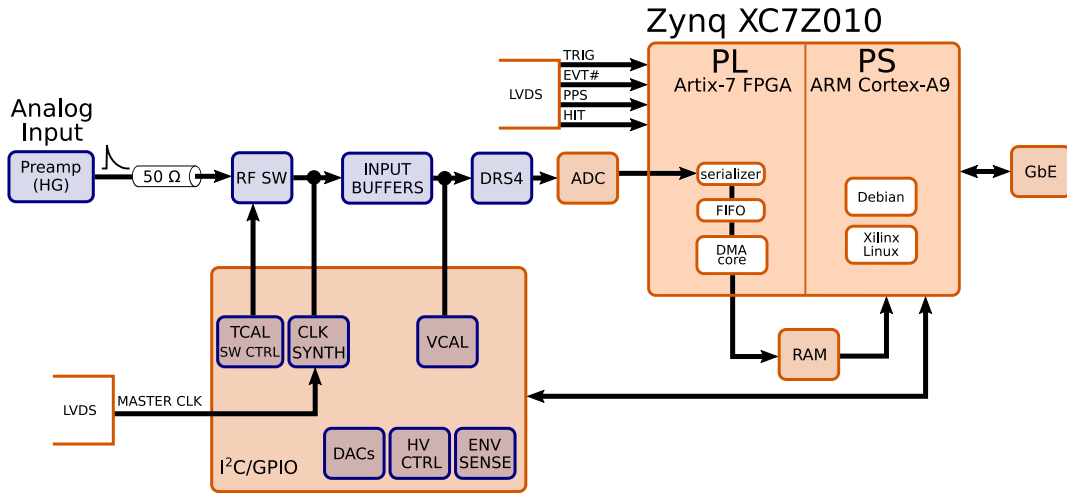 Zynq XC7Z010
TRIG
EVT#
PPS
HIT
LVDS
PL
Artix-7 FPGA
PS
ARM Cortex-A9
Analog
Input
Preamp
(HG)
50 Ω
RF SW
INPUT
BUFFERS
DRS4
ADC
serializer
FIFO
DMA
core
Debian
Xilinx
Linux
GbE
TCAL
SW CTRL
CLK
SYNTH
VCAL
RAM
LVDS
MASTER CLK
DACs
HV
CTRL
ENV
SENSE
I²C/GPIO